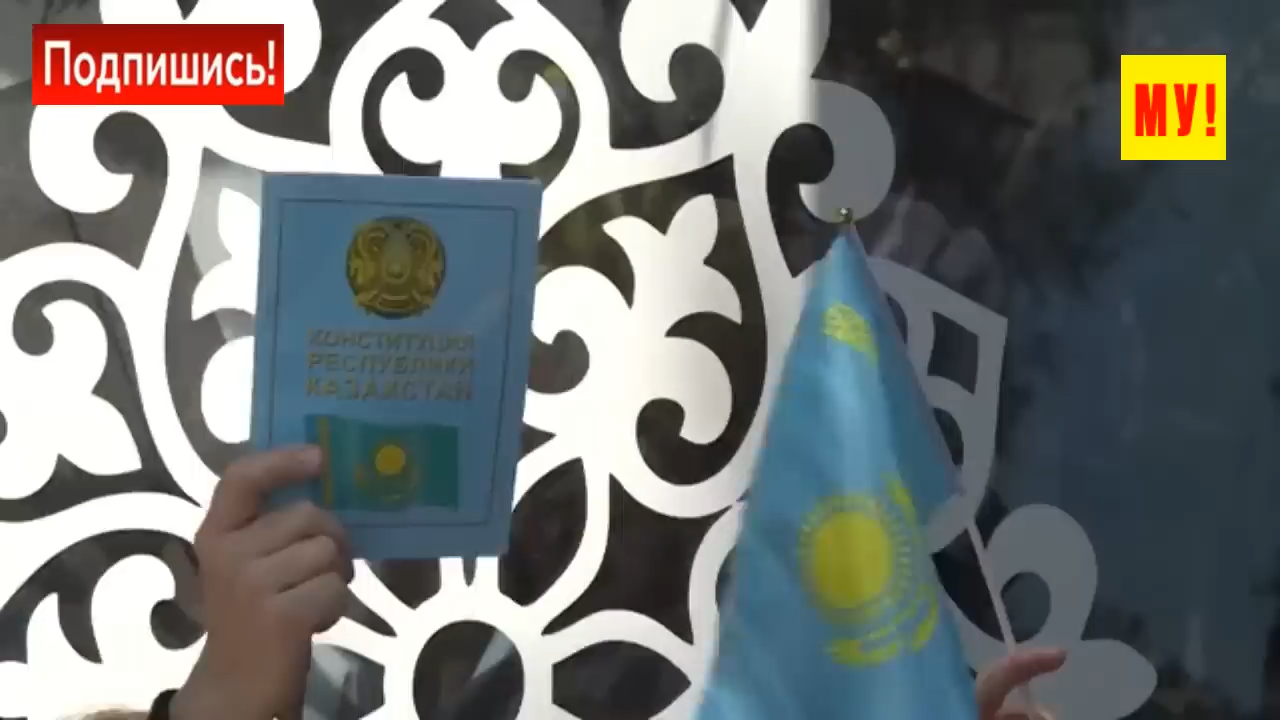 Подпишись!
МУ!
КОНСТИТУЦИЯ
РЕСПУБЛИКИ
КАЗАХСТАН